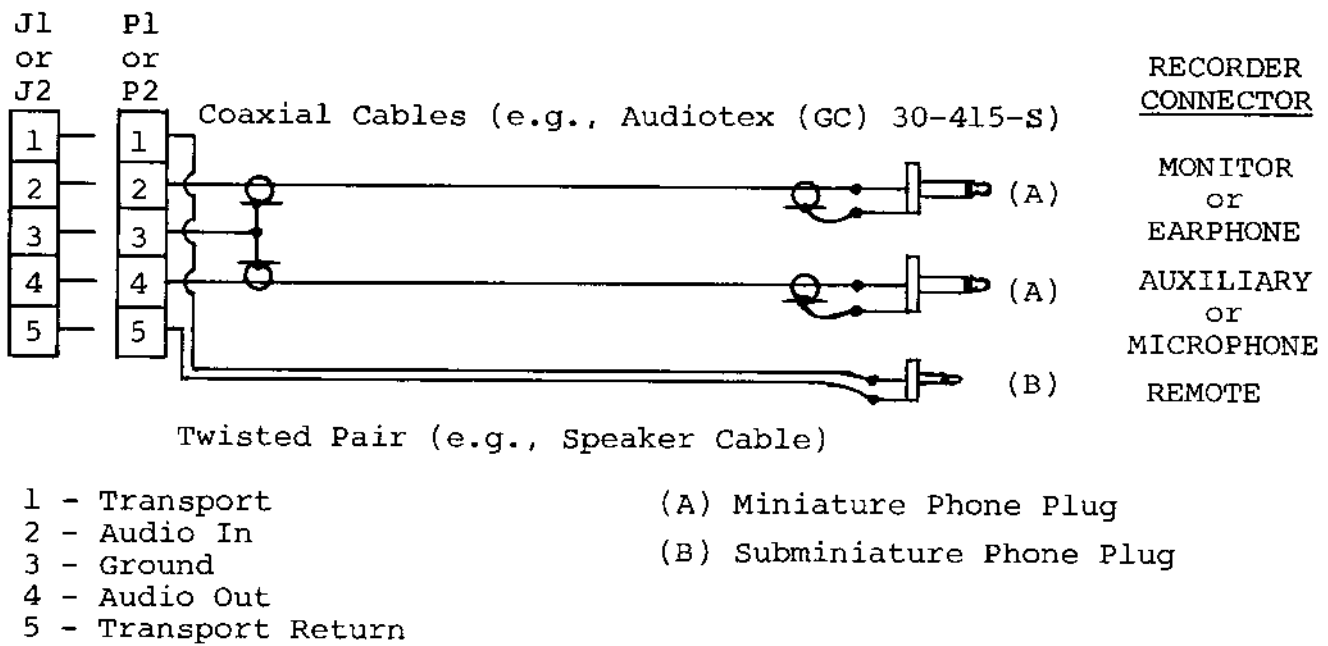 J1
or
J2
P1
or
P2
1
2
3
4
5
1
2
3
4
5
Coaxial Cables (e.g., Audiotex (GC) 30-415-S)
RECORDER
CONNECTOR
(A)
MONITOR
or
EARPHONE
(A)
AUXILIARY
or
MICROPHONE
(B)
REMOTE
Twisted Pair (e.g., Speaker Cable)
1 - Transport
2 - Audio In
3 - Ground
4 - Audio Out
5 - Transport Return
(A) Miniature Phone Plug
(B) Subminiature Phone Plug